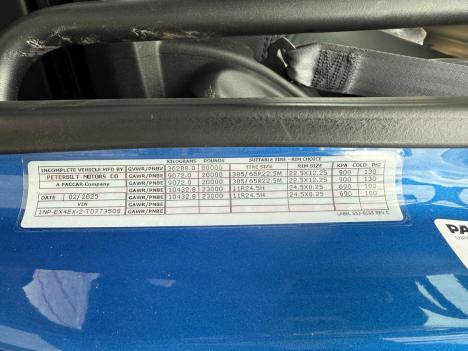 KILOGRAMS POUNDS SUITABLE TIRE - RIM CHOICE
TIRE SIZE RIM SIZE KPA COLD PSI
INCOMPLETE VEHICLE MFG BY GVWR/PNBV 36288.0 80000
PETERBILT MOTORS CO GAWR/PNBE 9072.0 20000 385/65R22.5M 22.5X12.25 900 130
A PACCAR Company GAWR/PNBE 9072.0 20000 385/65R22.5M 22.5X12.25 900 130
DATE 02/2025 GAWR/PNBE 10432.8 23000 11R24.5H 24.5X8.25 690 100
VIN GAWR/PNBE 10432.8 23000 11R24.5H 24.5X8.25 690 100
1NP-EX4EX-2-TD773508 GAWR/PNBE
PA